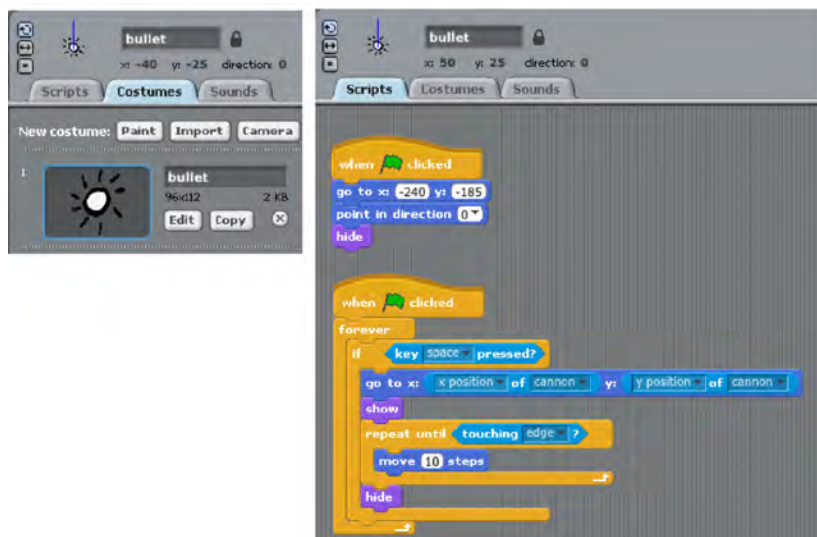 bullet
x: -40 y: -25 direction: 0
Scripts Costumes Sounds
New costume: Paint Import Camera
1
bullet
96x112 2 KB
Edit Copy
bullet
x: 50 y: 25 direction: 0
Scripts Costumes Sounds
when clicked
go to x: -240 y: -185
point in direction 0
hide
when clicked
forever
if key space pressed?
go to x: x position of cannon y: y position of cannon
show
repeat until touching edge ?
move 10 steps
hide